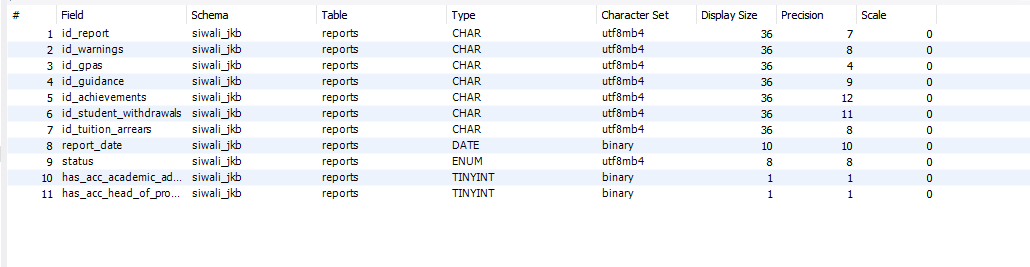 # Field Schema Table Type Character Set Display Size Precision Scale
1 id_report siwali_jkb reports CHAR utf8mb4 36 7 0
2 id_warnings siwali_jkb reports CHAR utf8mb4 36 8 0
3 id_gpas siwali_jkb reports CHAR utf8mb4 36 4 0
4 id_guidance siwali_jkb reports CHAR utf8mb4 36 9 0
5 id_achievements siwali_jkb reports CHAR utf8mb4 36 12 0
6 id_student_withdrawals siwali_jkb reports CHAR utf8mb4 36 11 0
7 id_tuition_arrears siwali_jkb reports CHAR utf8mb4 36 8 0
8 report_date siwali_jkb reports DATE binary 10 10 0
9 status siwali_jkb reports ENUM utf8mb4 8 8 0
10 has_acc_academic_ad... siwali_jkb reports TINYINT binary 1 1 0
11 has_acc_head_of_pro... siwali_jkb reports TINYINT binary 1 1 0